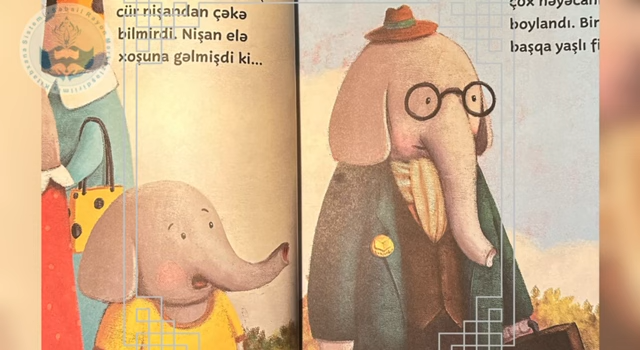 cür nişandan çəkə
bilmirdi. Nişan elə
xoşuna gəlmişdi ki...
çox həyəcan
boylandı. Bir
başqa yaşlı fi